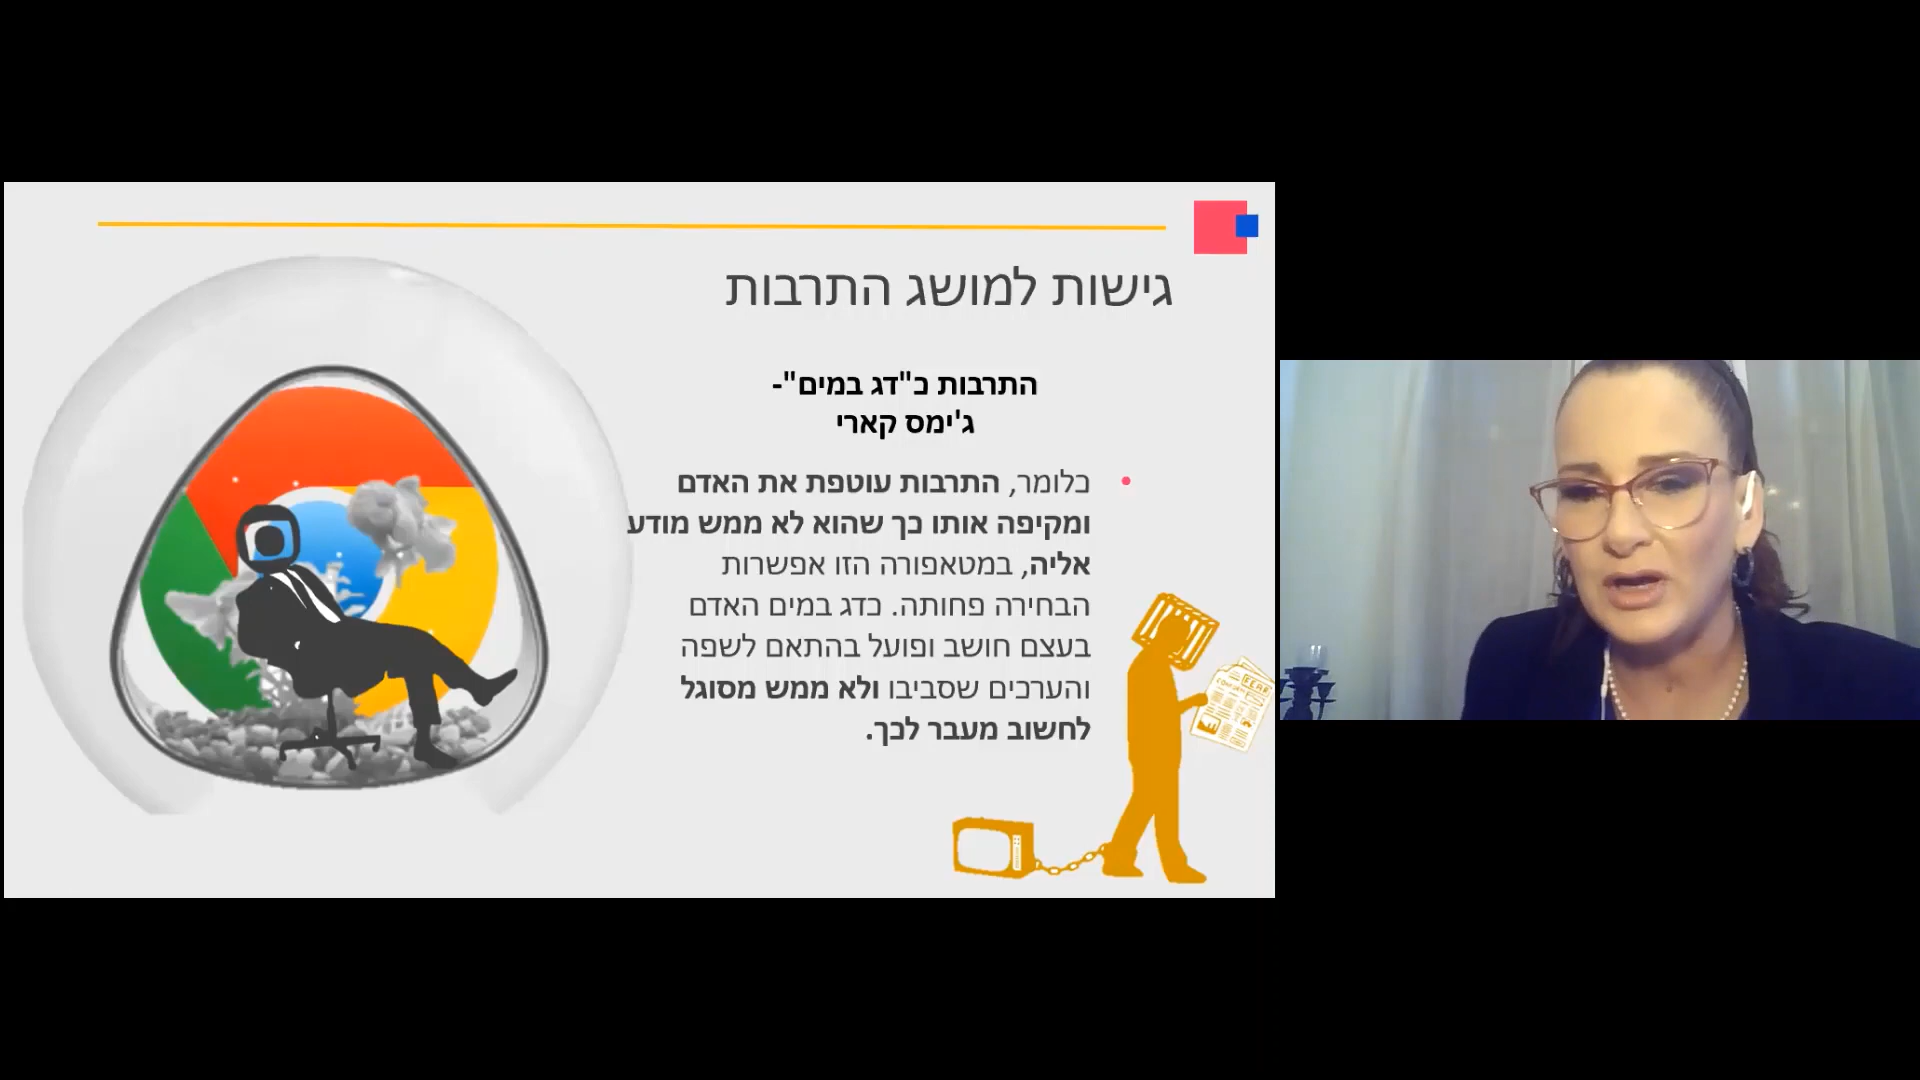 גישות למושג התרבות
התרבות כ"דג במים"-
ג'ימס קארי
• כלומר, התרבות עוטפת את האדם
ומקיפה אותו כך שהוא לא ממש מודע
אליה, במטאפורה הזו אפשרות
הבחירה פחותה. כדג במים האדם
בעצם חושב ופועל בהתאם לשפה
והערכים שסביבו ולא ממש מסוגל
לחשוב מעבר לכך.
FEAR